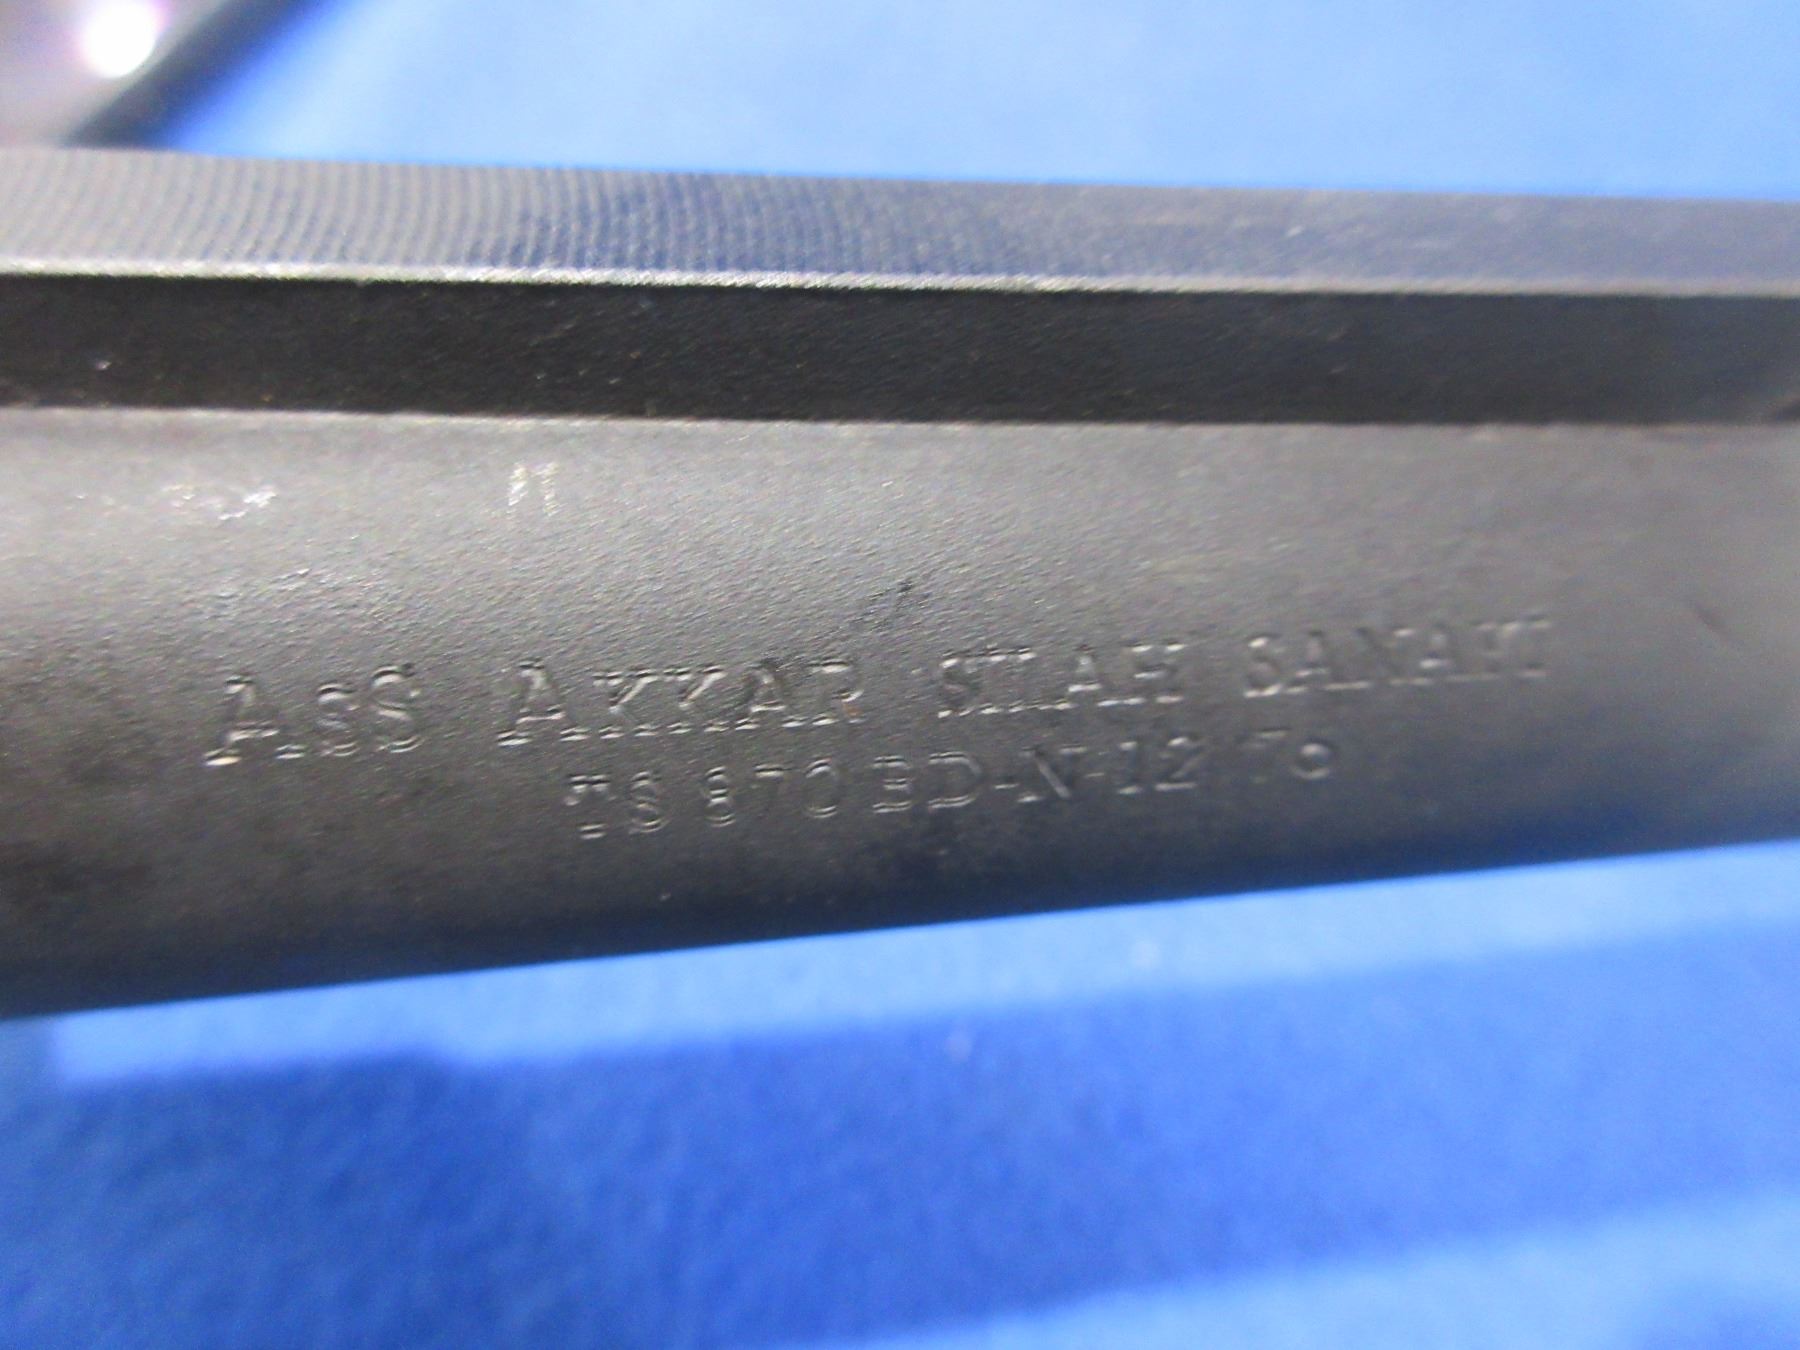 AsS AKKAR SILAH SANAYI
TS 870 BD-N-12 76